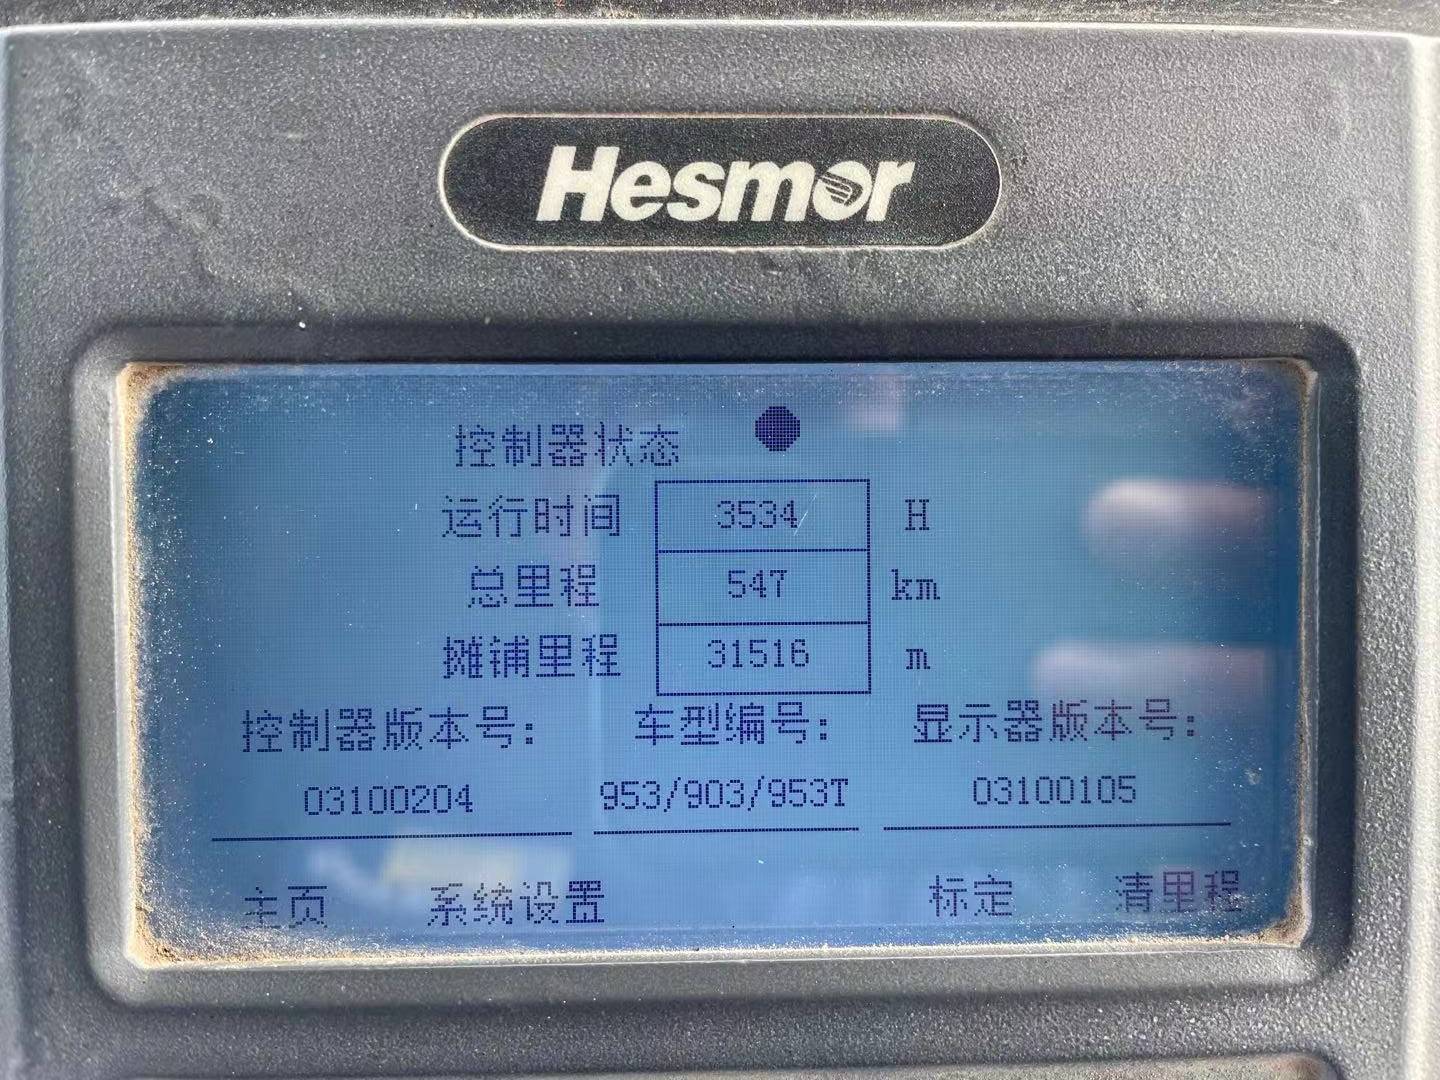 Hesmor
控制器状态
运行时间 3534 H
总里程 547 km
摊铺里程 31516 m
控制器版本号: 车型编号: 显示器版本号:
03100204 953/903/953T 03100105
主页 系统设置 标定 清里程